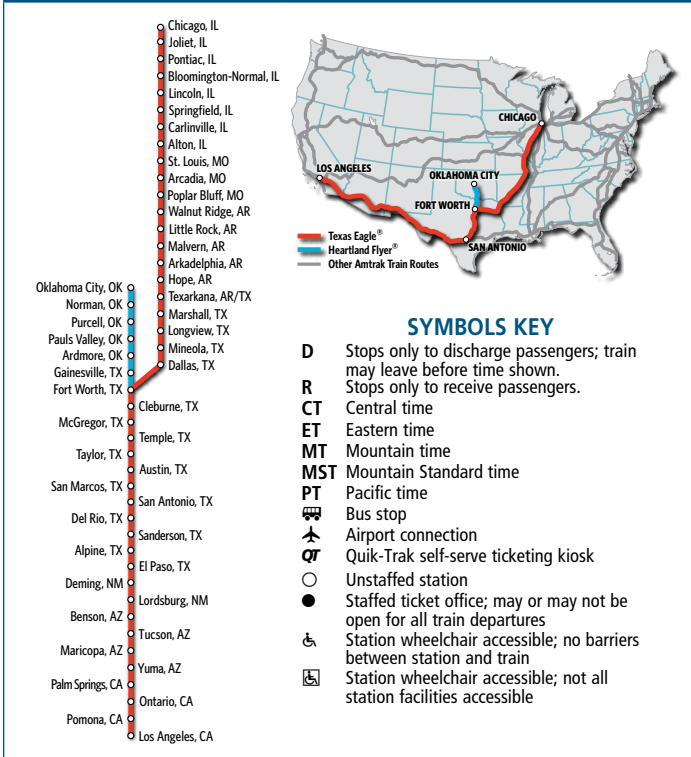 Chicago, IL
Joliet, IL
Pontiac, IL
Bloomington-Normal, IL
Lincoln, IL
Springfield, IL
Carlinville, IL
Alton, IL
St. Louis, MO
Arcadia, MO
Poplar Bluff, MO
Walnut Ridge, AR
Little Rock, AR
Malvern, AR
Arkadelphia, AR
Hope, AR
Texarkana, AR/TX
Marshall, TX
Longview, TX
Mineola, TX
Dallas, TX
Oklahoma City, OK
Norman, OK
Purcell, OK
Pauls Valley, OK
Ardmore, OK
Gainesville, TX
Fort Worth, TX
Cleburne, TX
McGregor, TX
Temple, TX
Taylor, TX
Austin, TX
San Marcos, TX
San Antonio, TX
Del Rio, TX
Sanderson, TX
Alpine, TX
El Paso, TX
Deming, NM
Lordsburg, NM
Benson, AZ
Tucson, AZ
Maricopa, AZ
Yuma, AZ
Palm Springs, CA
Ontario, CA
Pomona, CA
Los Angeles, CA
CHICAGO
LOS ANGELES
OKLAHOMA CITY
FORT WORTH
SAN ANTONIO
Texas Eagle®
Heartland Flyer®
Other Amtrak Train Routes
SYMBOLS KEY
D Stops only to discharge passengers; train
may leave before time shown.
R Stops only to receive passengers.
CT Central time
ET Eastern time
MT Mountain time
MST Mountain Standard time
PT Pacific time
Bus stop
Airport connection
QT Quik-Trak self-serve ticketing kiosk
Unstaffed station
Staffed ticket office; may or may not be
open for all train departures
Station wheelchair accessible; no barriers
between station and train
Station wheelchair accessible; not all
station facilities accessible